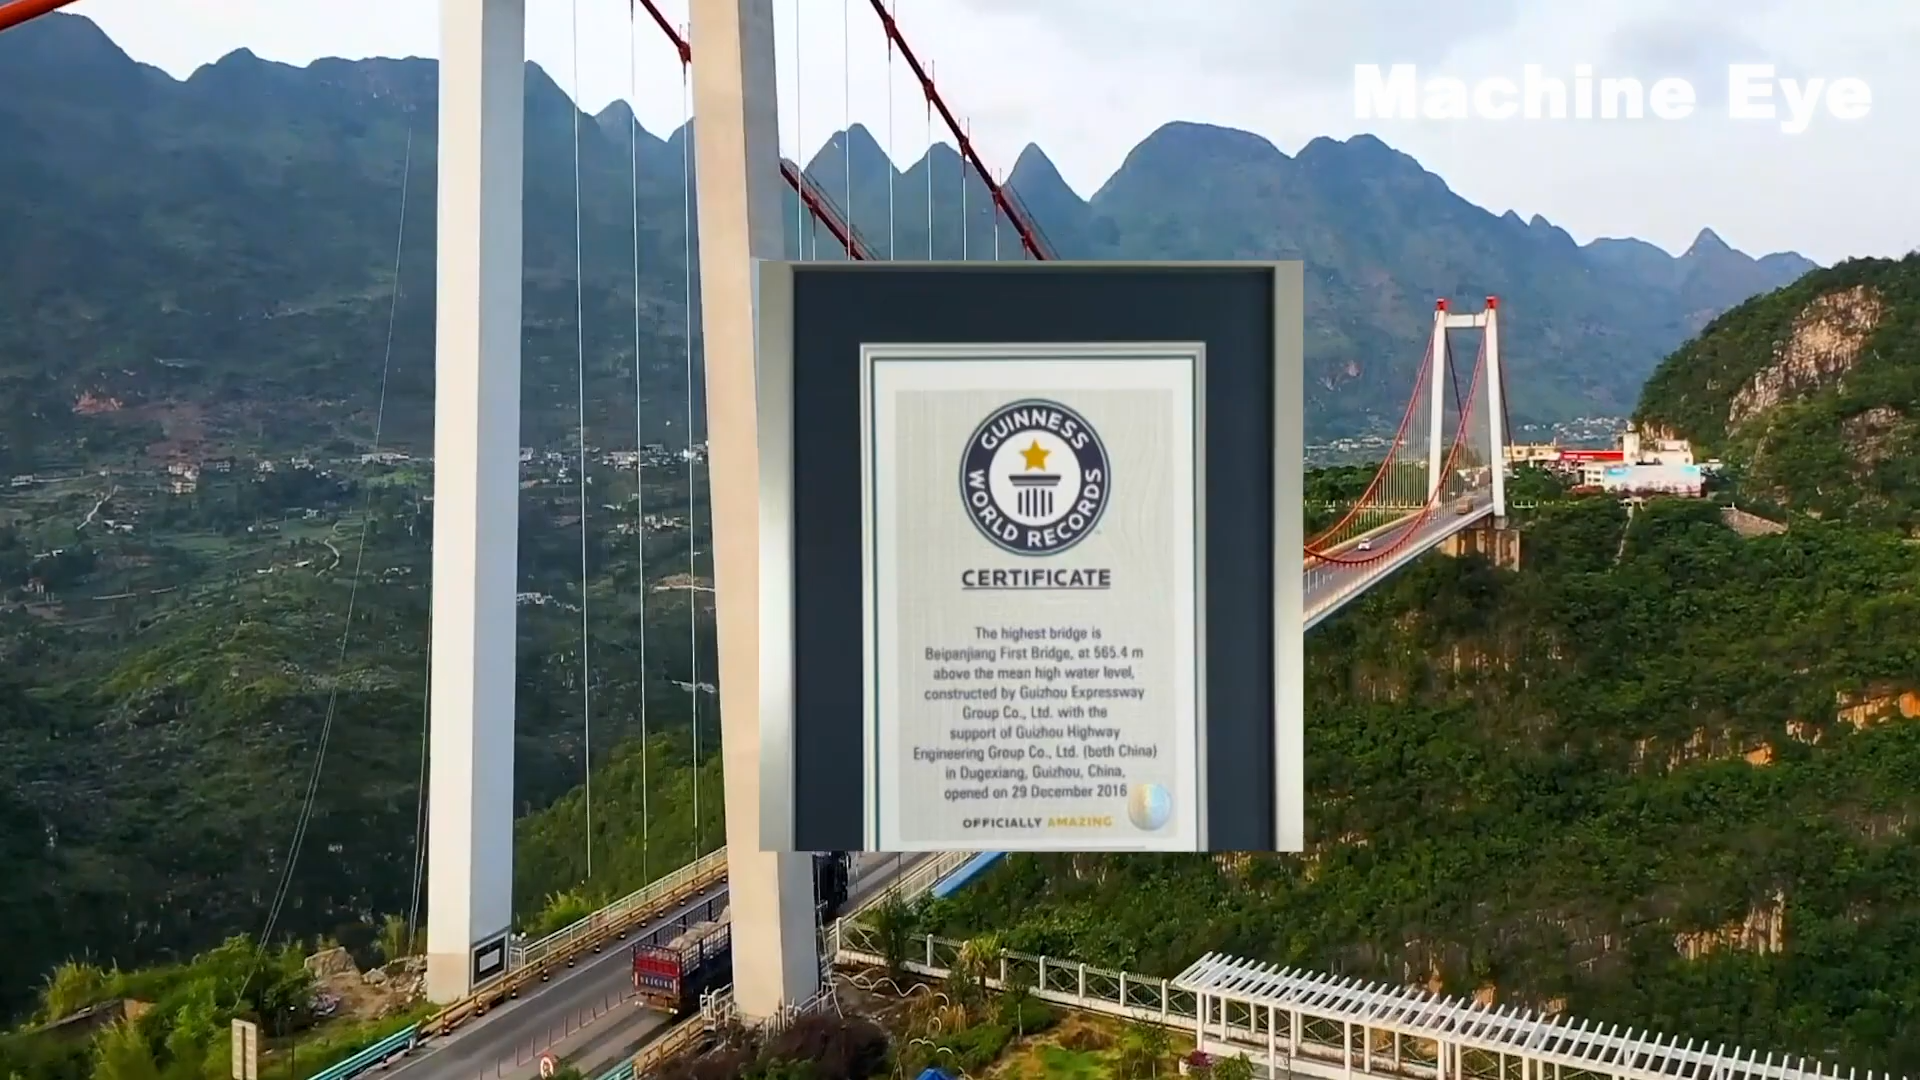 Machine Eye
GUINNESS
WORLD RECORDS
CERTIFICATE
The highest bridge is
Beipanjiang First Bridge, at 565.4 m
above the mean high water level,
constructed by Guizhou Expressway
Group Co., Ltd. with the
support of Guizhou Highway
Engineering Group Co., Ltd. (both China)
in Dugexiang, Guizhou, China,
opened on 29 December 2016
OFFICIALLY AMAZING